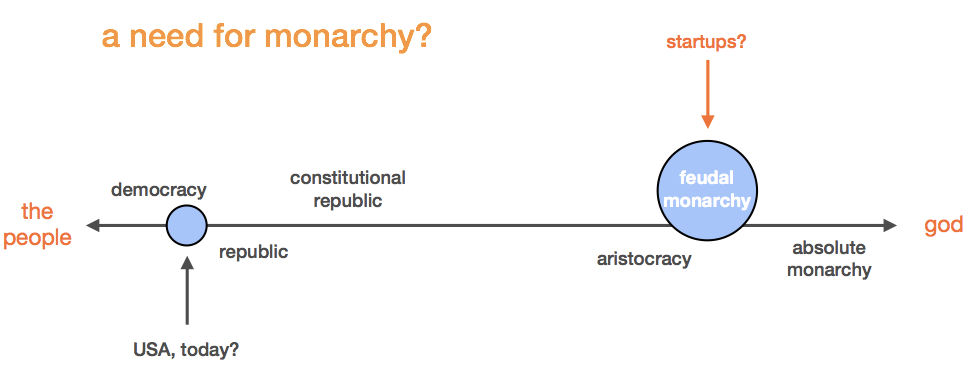 a need for monarchy?
startups?
democracy
constitutional
republic
feudal
monarchy
the
people
god
republic
aristocracy
absolute
monarchy
USA, today?